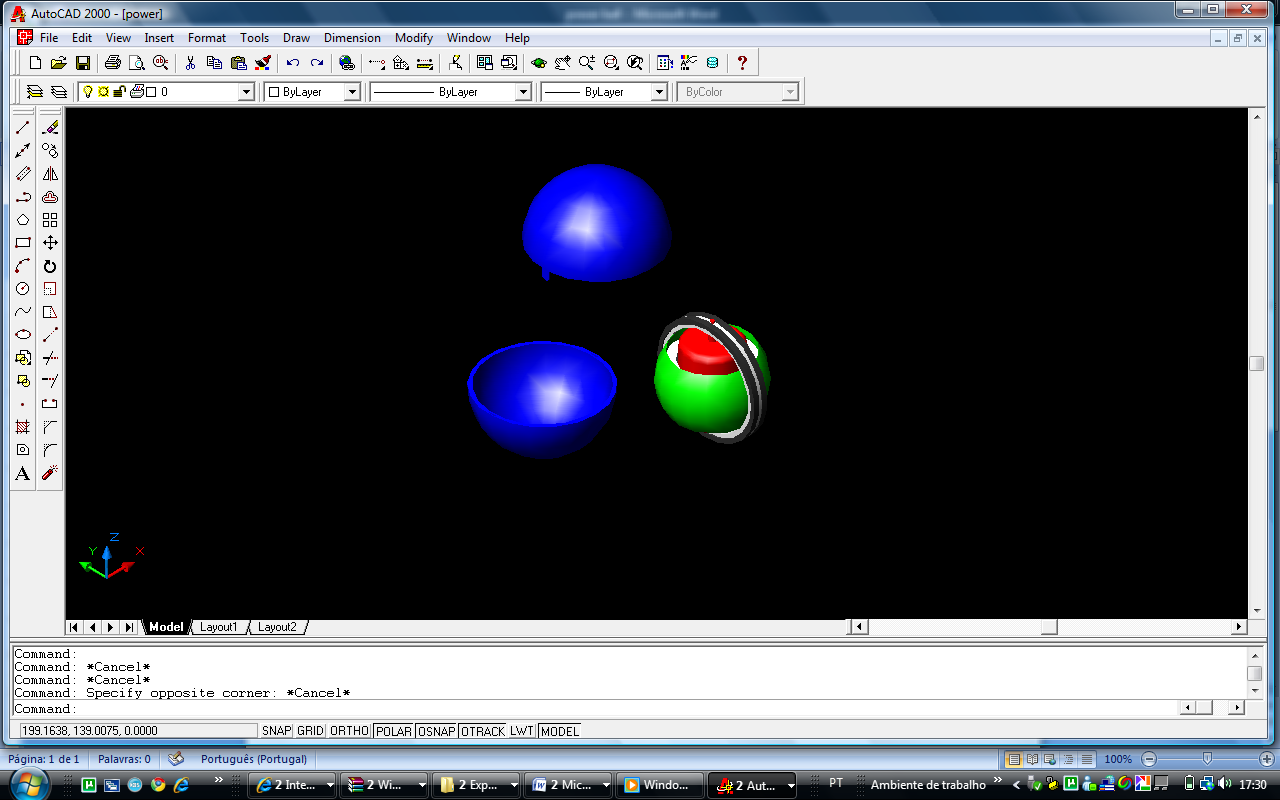 AutoCAD 2000 - [power]
File Edit View Insert Format Tools Draw Dimension Modify Window Help
0 ByLayer ByLayer ByLayer ByColor
A
Z
Y X
Model Layout1 Layout2
Command:
Command: *Cancel*
Command: *Cancel*
Command: Specify opposite corner: *Cancel*
Command:
199.1638, 139.0075, 0.0000 SNAP GRID ORTHO POLAR OSNAP OTRACK LWT MODEL
Página: 1 de 1 Palavras: 0 Português (Portugal) 100%
2 Inte... 2 Wi... 2 Exp... 2 Mic... Windo... 2 Aut... PT Ambiente de trabalho 17:30